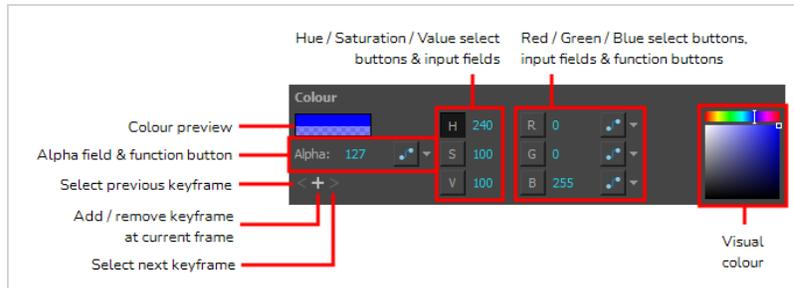 Hue / Saturation / Value select
buttons & input fields
Red / Green / Blue select buttons,
input fields & function buttons
Colour
Colour preview
Alpha field & function button
Select previous keyframe
Add / remove keyframe
at current frame
Select next keyframe
Alpha: 127
< + >
H 240
S 100
V 100
R 0
G 0
B 255
Visual
colour